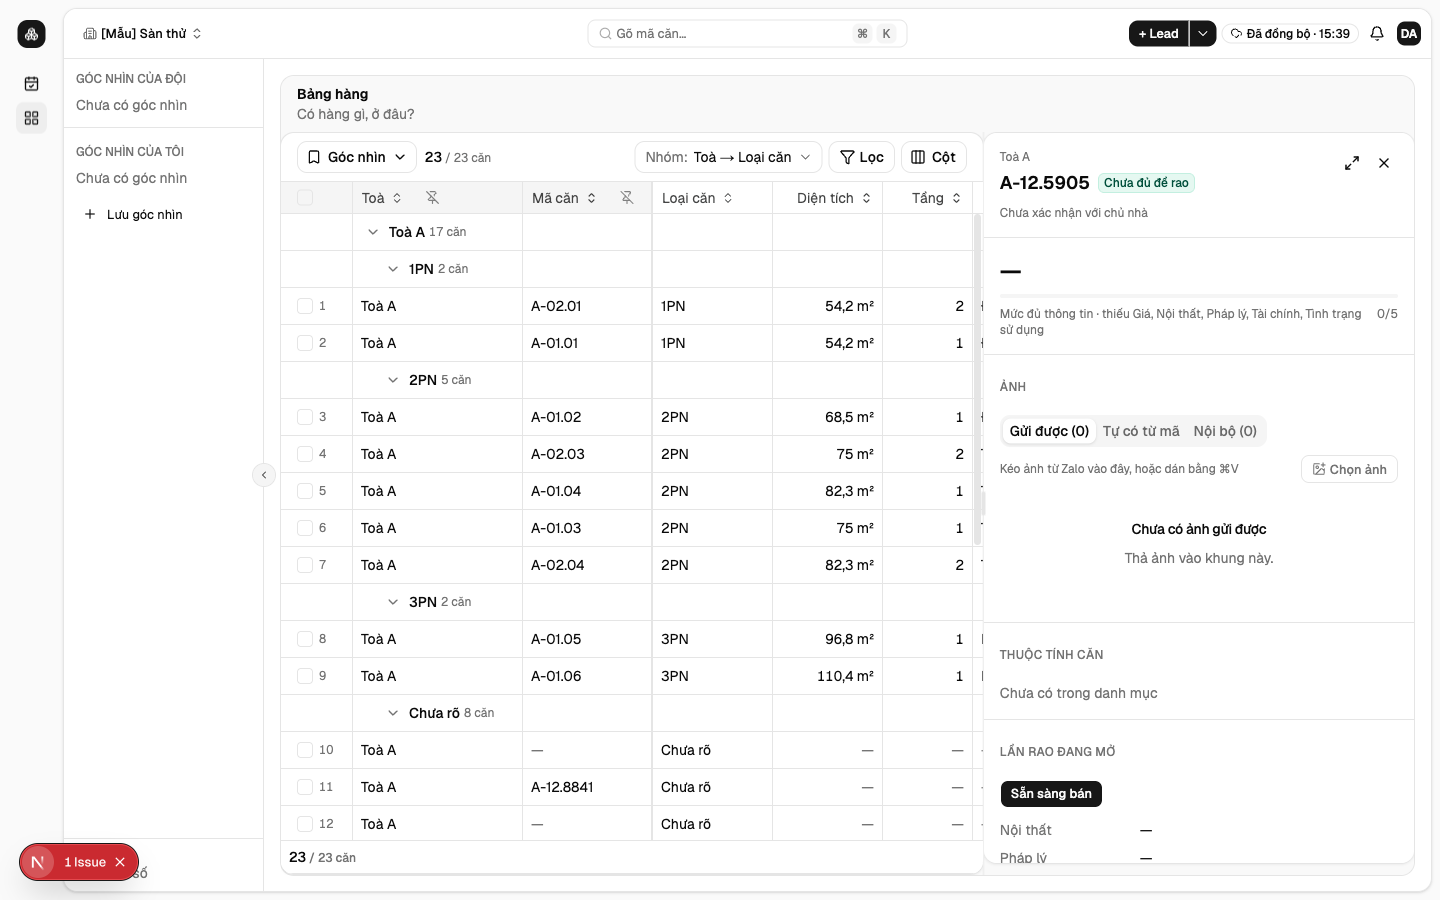 [Mẫu] Sàn thử
Gõ mã căn...
⌘ K
+ Lead
Đã đồng bộ · 15:39
DA
GÓC NHÌN CỦA ĐỘI
Chưa có góc nhìn
GÓC NHÌN CỦA TÔI
Chưa có góc nhìn
+ Lưu góc nhìn
Bảng hàng
Có hàng gì, ở đâu?
Góc nhìn
23 / 23 căn
Nhóm: Toà → Loại căn
Lọc
Cột
Toà Mã căn Loại căn Diện tích Tầng
Toà A 17 căn
1PN 2 căn
1 Toà A A-02.01 1PN 54,2 m² 2
2 Toà A A-01.01 1PN 54,2 m² 1
2PN 5 căn
3 Toà A A-01.02 2PN 68,5 m² 1
4 Toà A A-02.03 2PN 75 m² 2
5 Toà A A-01.04 2PN 82,3 m² 1
6 Toà A A-01.03 2PN 75 m² 1
7 Toà A A-02.04 2PN 82,3 m² 2
3PN 2 căn
8 Toà A A-01.05 3PN 96,8 m² 1
9 Toà A A-01.06 3PN 110,4 m² 1
Chưa rõ 8 căn
10 Toà A — Chưa rõ — —
11 Toà A A-12.8841 Chưa rõ — —
12 Toà A — Chưa rõ — —
23 / 23 căn
Toà A
A-12.5905 Chưa đủ để rao
Chưa xác nhận với chủ nhà
—
Mức đủ thông tin · thiếu Giá, Nội thất, Pháp lý, Tài chính, Tình trạng 0/5
sử dụng
ẢNH
Gửi được (0) Tự có từ mã Nội bộ (0)
Kéo ảnh từ Zalo vào đây, hoặc dán bằng ⌘V
Chọn ảnh
Chưa có ảnh gửi được
Thả ảnh vào khung này.
THUỘC TÍNH CĂN
Chưa có trong danh mục
LẦN RAO ĐANG MỞ
Sẵn sàng bán
Nội thất —
Pháp lý —
N 1 Issue
số